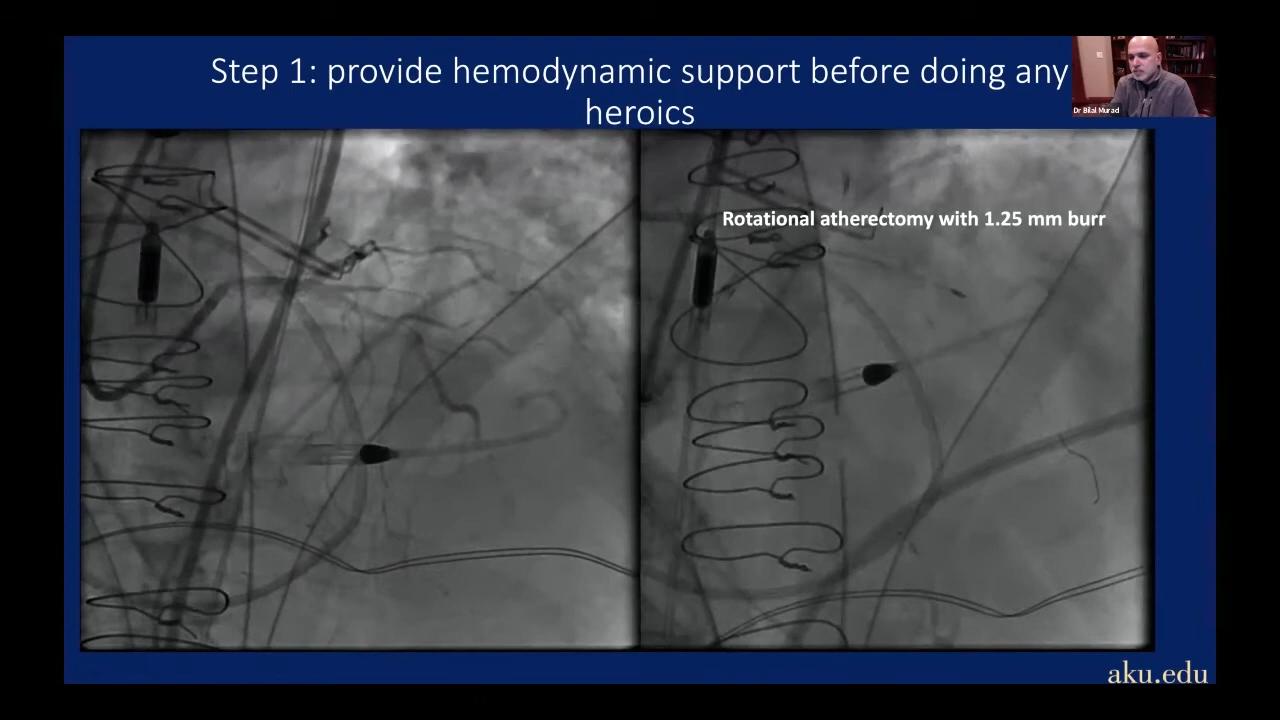 Step 1: provide hemodynamic support before doing any
heroics
Dr Bilal Murad
Rotational atherectomy with 1.25 mm burr
aku.edu